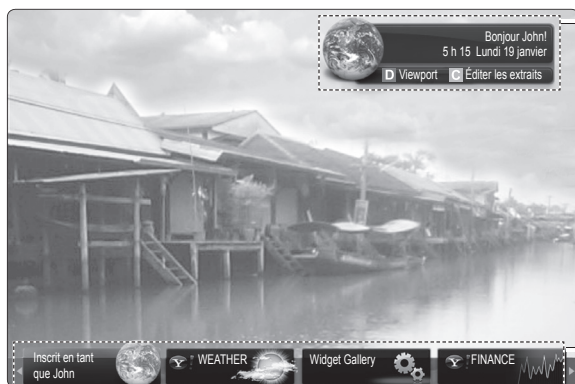 Bonjour John!
5 h 15 Lundi 19 janvier
D Viewport C Éditer les extraits
Inscrit en tant
que John
WEATHER
Widget Gallery
FINANCE